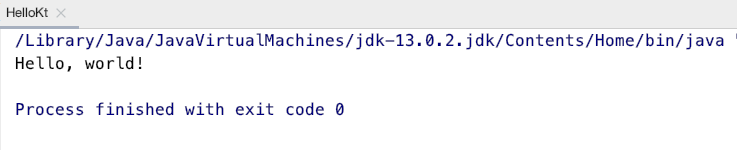 HelloKt
/Library/Java/JavaVirtualMachines/jdk-13.0.2.jdk/Contents/Home/bin/java "
Hello, world!
Process finished with exit code 0